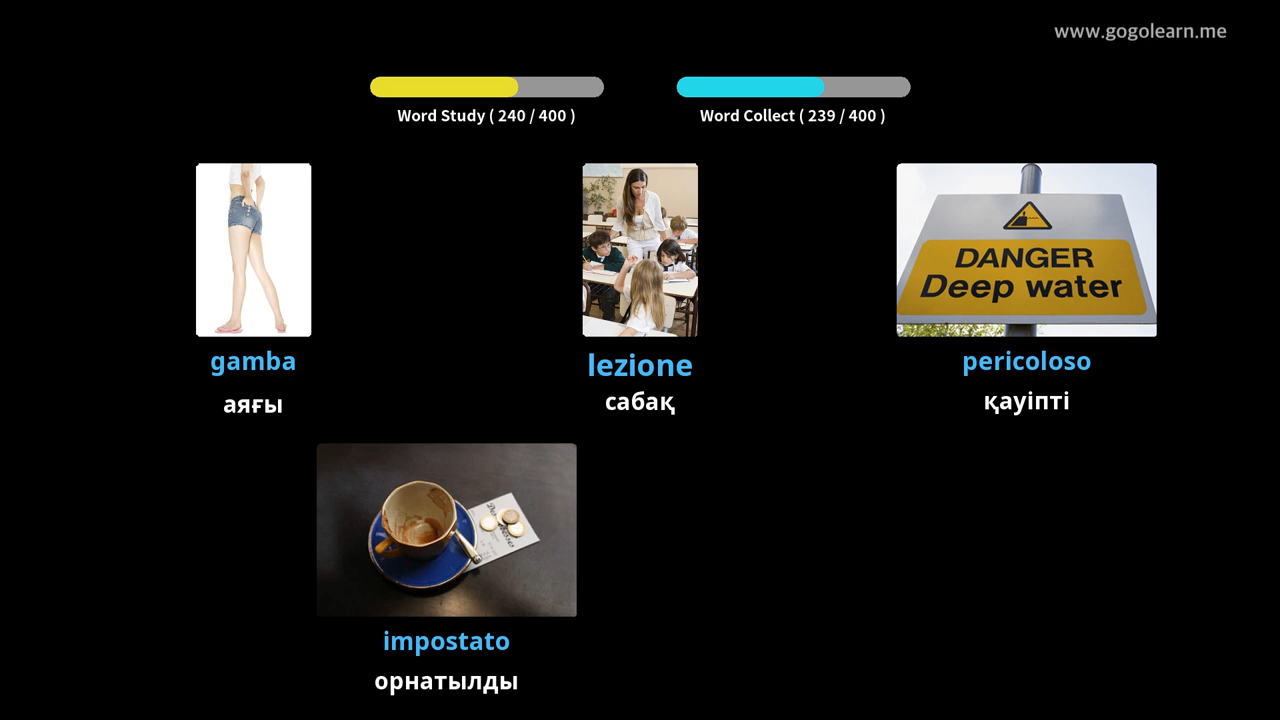 www.gogolearn.me
Word Study ( 240 / 400 )
Word Collect ( 239 / 400 )
DANGER
Deep water
gamba
lezione
pericoloso
аяғы
сабақ
қауіпті
impostato
орнатылды